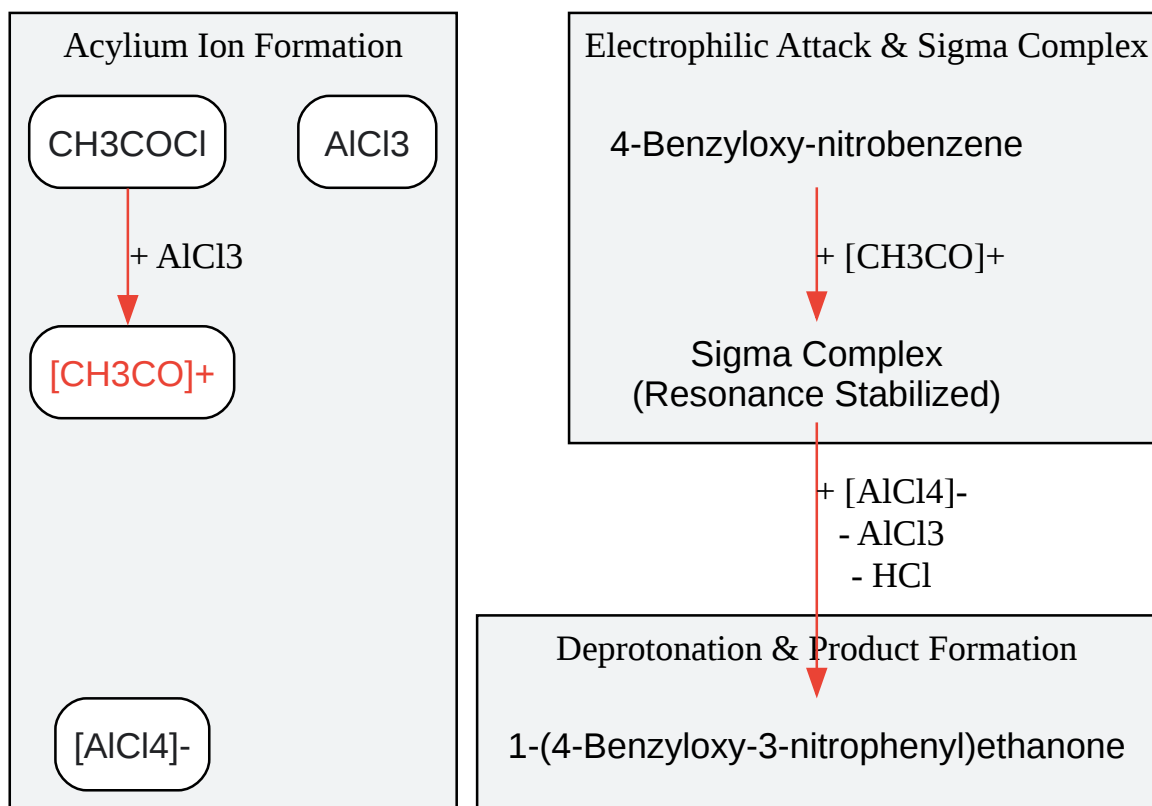 Acylium Ion Formation
CH3COCl
AlCl3
+ AlCl3
[CH3CO]+
[AlCl4]-
Electrophilic Attack & Sigma Complex
4-Benzyloxy-nitrobenzene
+ [CH3CO]+
Sigma Complex
(Resonance Stabilized)
+ [AlCl4]-
- AlCl3
- HCl
Deprotonation & Product Formation
1-(4-Benzyloxy-3-nitrophenyl)ethanone